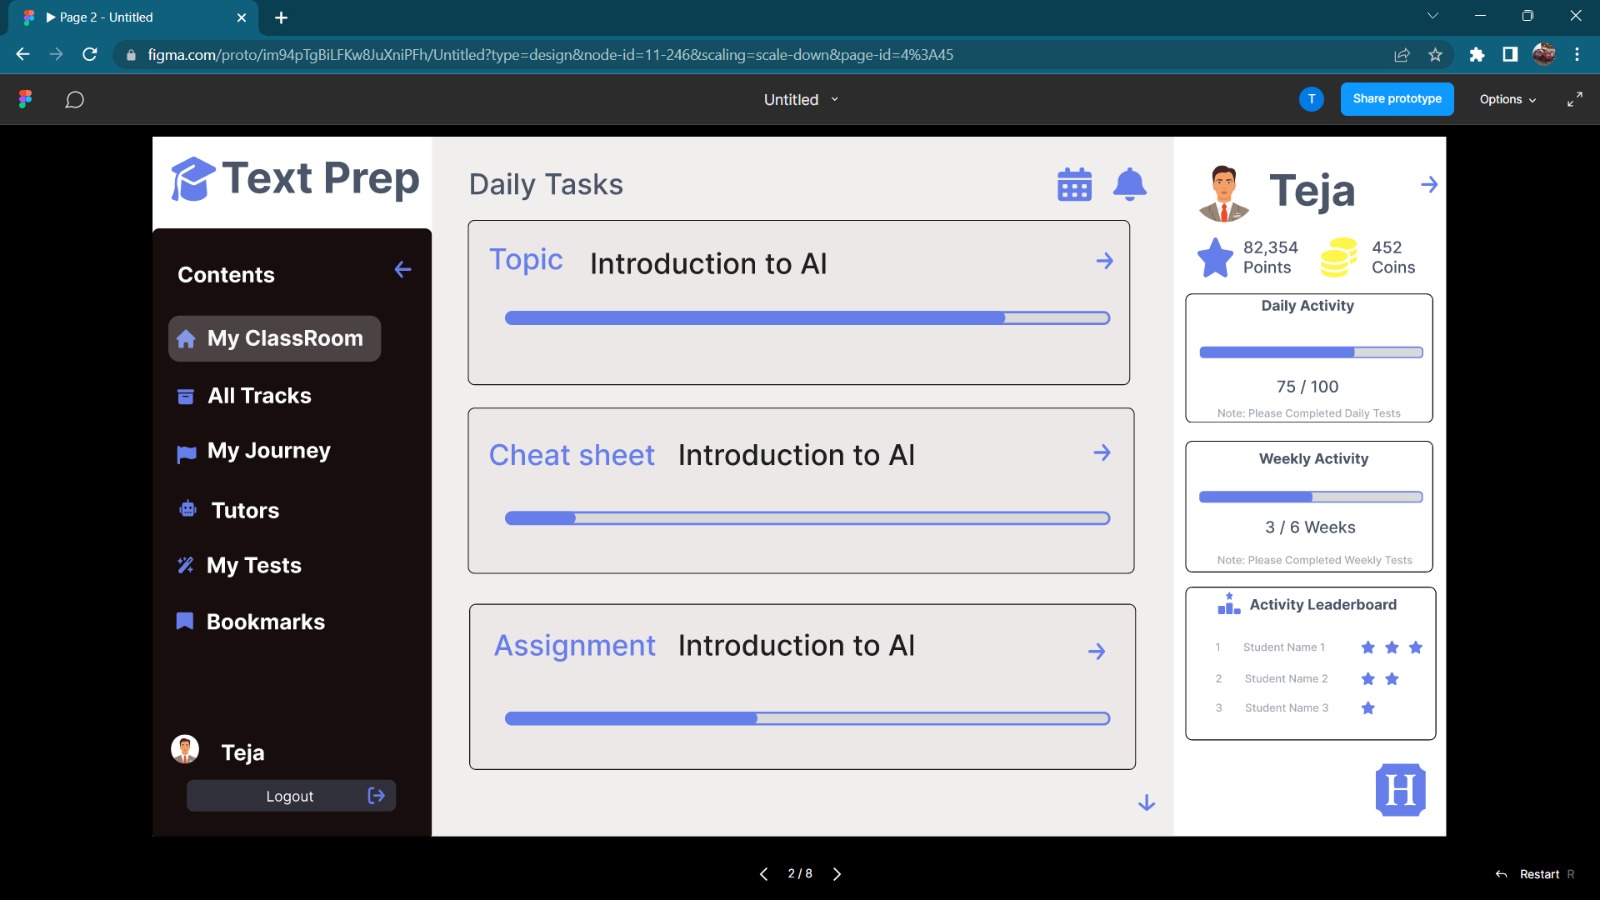 Page 2 - Untitled
figma.com/proto/im94pTgBiLFKw8JuXniPFh/Untitled?type=design&node-id=11-246&scaling=scale-down&page-id=4%3A45
Untitled
T
Share prototype
Options
Text Prep
Contents
My ClassRoom
All Tracks
My Journey
Tutors
My Tests
Bookmarks
Teja
Logout
Daily Tasks
Topic Introduction to AI
Cheat sheet Introduction to AI
Assignment Introduction to AI
Teja
82,354 Points
452 Coins
Daily Activity
75 / 100
Note: Please Completed Daily Tests
Weekly Activity
3 / 6 Weeks
Note: Please Completed Weekly Tests
Activity Leaderboard
1 Student Name 1
2 Student Name 2
3 Student Name 3
H
2 / 8
Restart R